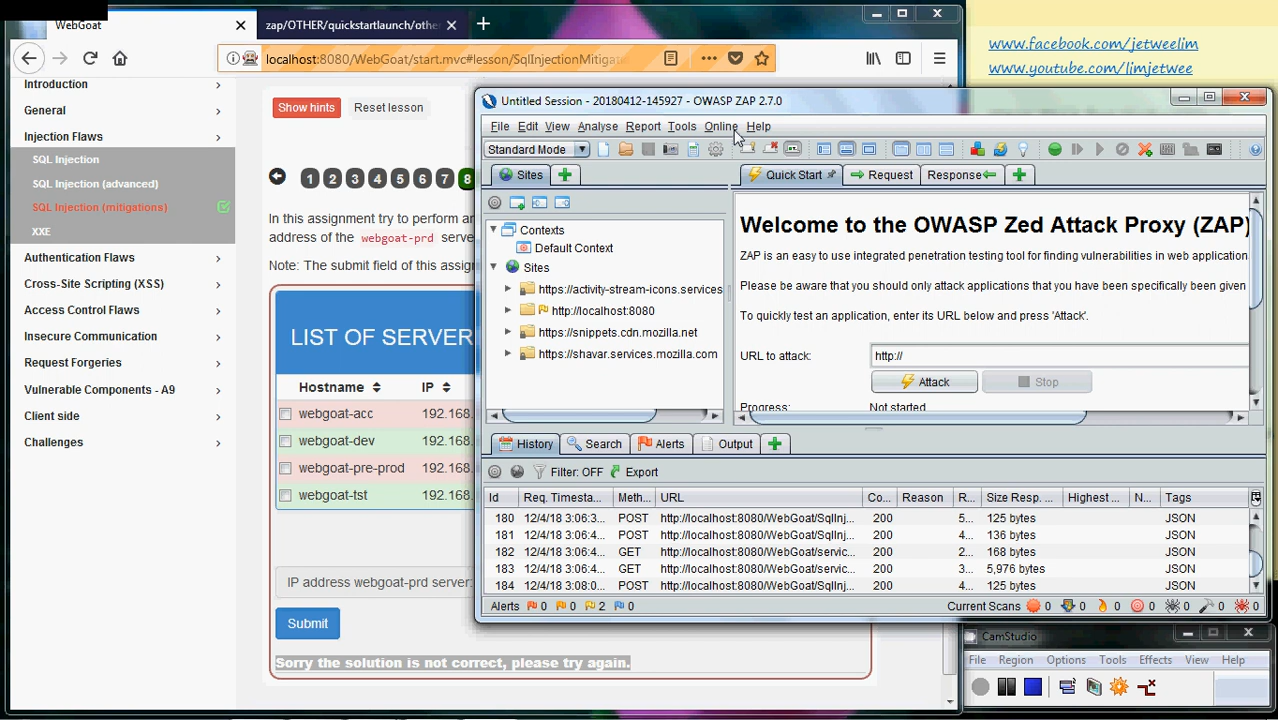 WebGoat
zap/OTHER/quickstartlaunch/othe
localhost:8080/WebGoat/start.mvc#lesson/SqlInjectionMitiga
www.facebook.com/jetweelim
www.youtube.com/limjetwee
Introduction
General
Injection Flaws
SQL Injection
SQL Injection (advanced)
SQL Injection (mitigations)
XXE
Authentication Flaws
Cross-Site Scripting (XSS)
Access Control Flaws
Insecure Communication
Request Forgeries
Vulnerable Components - A9
Client side
Challenges
Show hints Reset lesson
1 2 3 4 5 6 7 8
In this assignment try to perform an
address of the webgoat-prd serve
Note: The submit field of this assign
LIST OF SERVER
Hostname IP
webgoat-acc 192.168.
webgoat-dev 192.168.
webgoat-pre-prod 192.168.
webgoat-tst 192.168.
IP address webgoat-prd server:
Submit
Sorry the solution is not correct, please try again.
Untitled Session - 20180412-145927 - OWASP ZAP 2.7.0
File Edit View Analyse Report Tools Online Help
Standard Mode
Sites
Contexts
Default Context
Sites
https://activity-stream-icons.services
http://localhost:8080
https://snippets.cdn.mozilla.net
https://shavar.services.mozilla.com
Quick Start Request Response
Welcome to the OWASP Zed Attack Proxy (ZAP)
ZAP is an easy to use integrated penetration testing tool for finding vulnerabilities in web application
Please be aware that you should only attack applications that you have been specifically been given
To quickly test an application, enter its URL below and press 'Attack'.
URL to attack: http://
Attack Stop
Progress: Not started
History Search Alerts Output
Filter: OFF Export
Id Req. Timesta... Meth... URL Co... Reason R... Size Resp. ... Highest ... N... Tags
180 12/4/18 3:06:3... POST http://localhost:8080/WebGoat/SqlInj... 200 5... 125 bytes JSON
181 12/4/18 3:06:4... POST http://localhost:8080/WebGoat/SqlInj... 200 4... 136 bytes JSON
182 12/4/18 3:06:4... GET http://localhost:8080/WebGoat/servic... 200 2... 168 bytes JSON
183 12/4/18 3:06:4... GET http://localhost:8080/WebGoat/servic... 200 3... 5,976 bytes JSON
184 12/4/18 3:08:0... POST http://localhost:8080/WebGoat/SqlInj... 200 4... 125 bytes JSON
Alerts 0 0 2 0 Current Scans 0 0 0 0 0 0 0
CamStudio
File Region Options Tools Effects View Help